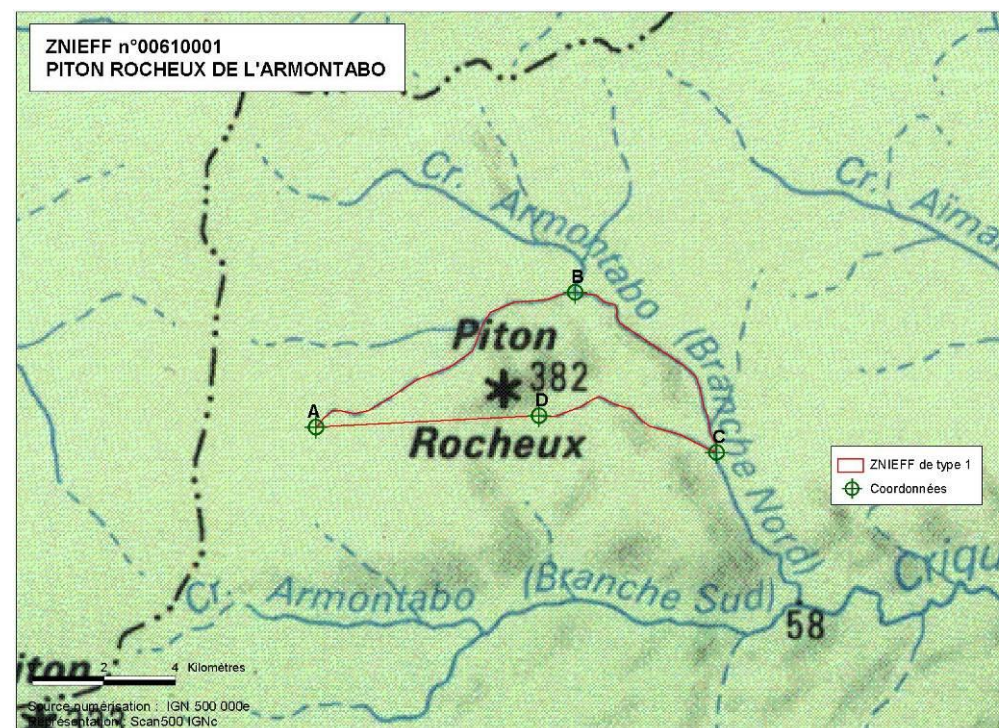 ZNIEFF n°00610001
PITON ROCHEUX DE L'ARMONTABO
Cr. Armontabo (Branche Nord)
Cr.
B
Piton
382
A
D
Rocheux
C
ZNIEFF de type 1
Coordonnées
Cr. Armontabo (Branche Sud)
58
2 4 Kilomètres
Source numérisation : IGN 500 000e
Représentation : Scan500 IGNc